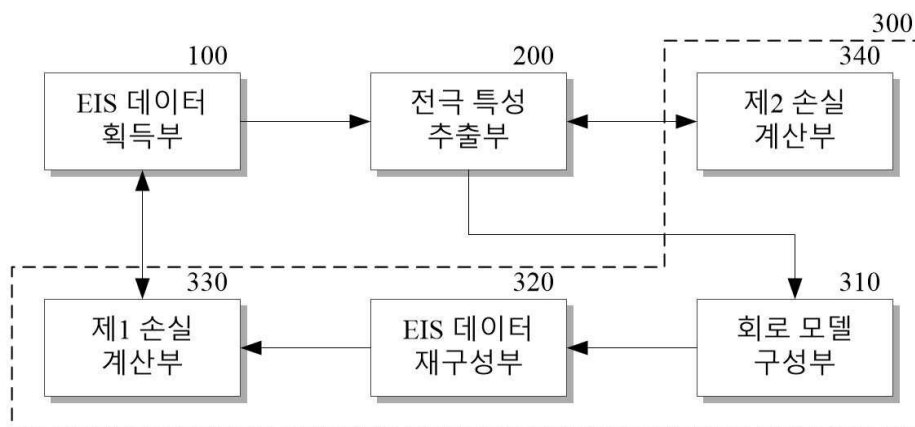 300
100
200
340
EIS 데이터
획득부
전극 특성
추출부
제2 손실
계산부
330
320
310
제1 손실
계산부
EIS 데이터
재구성부
회로 모델
구성부